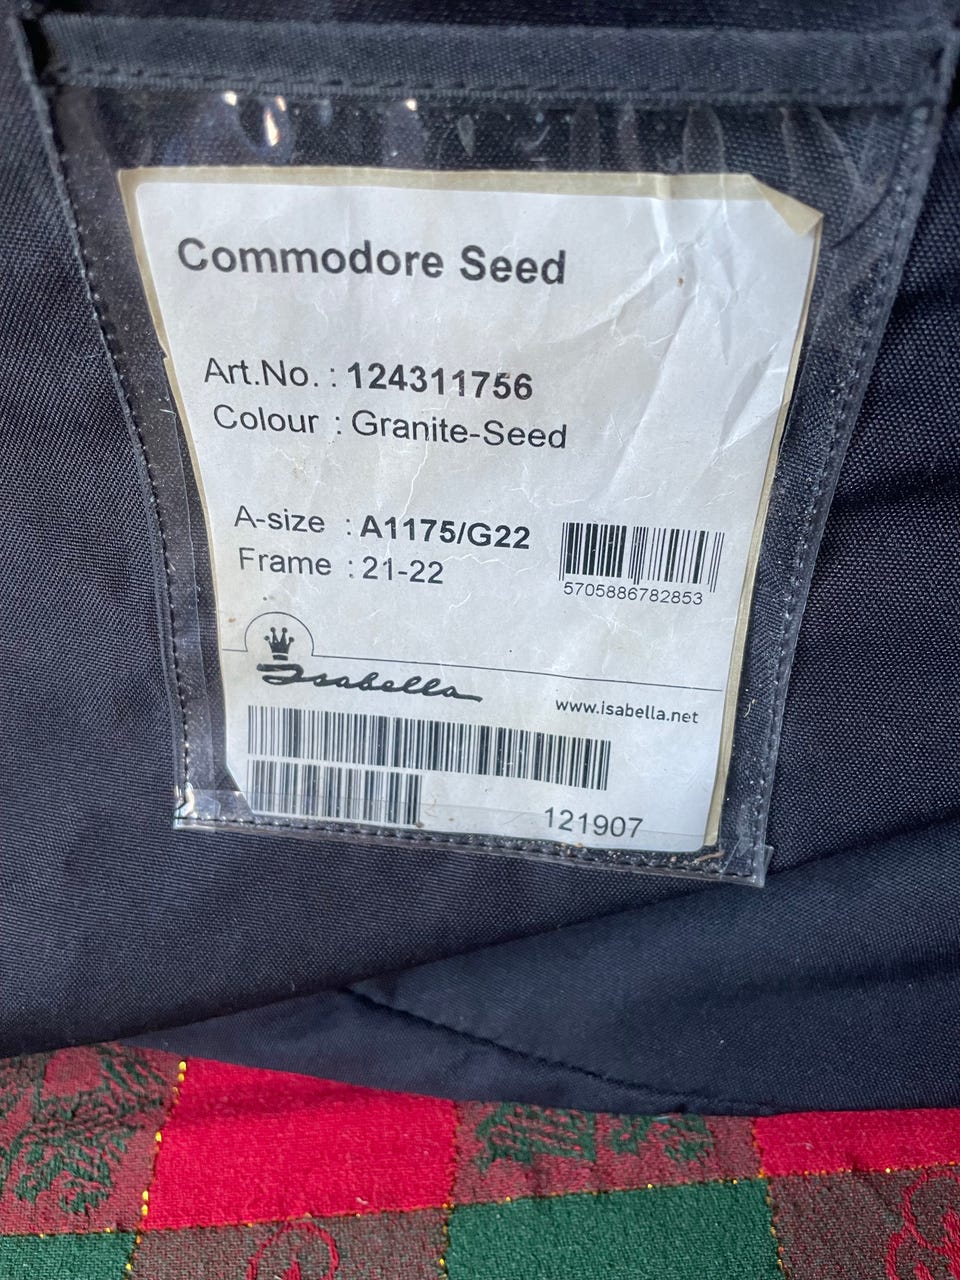 Commodore Seed
Art.No. : 124311756
Colour : Granite-Seed
A-size : A1175/G22
Frame : 21-22
5705886782853
Isabella
www.isabella.net
121907